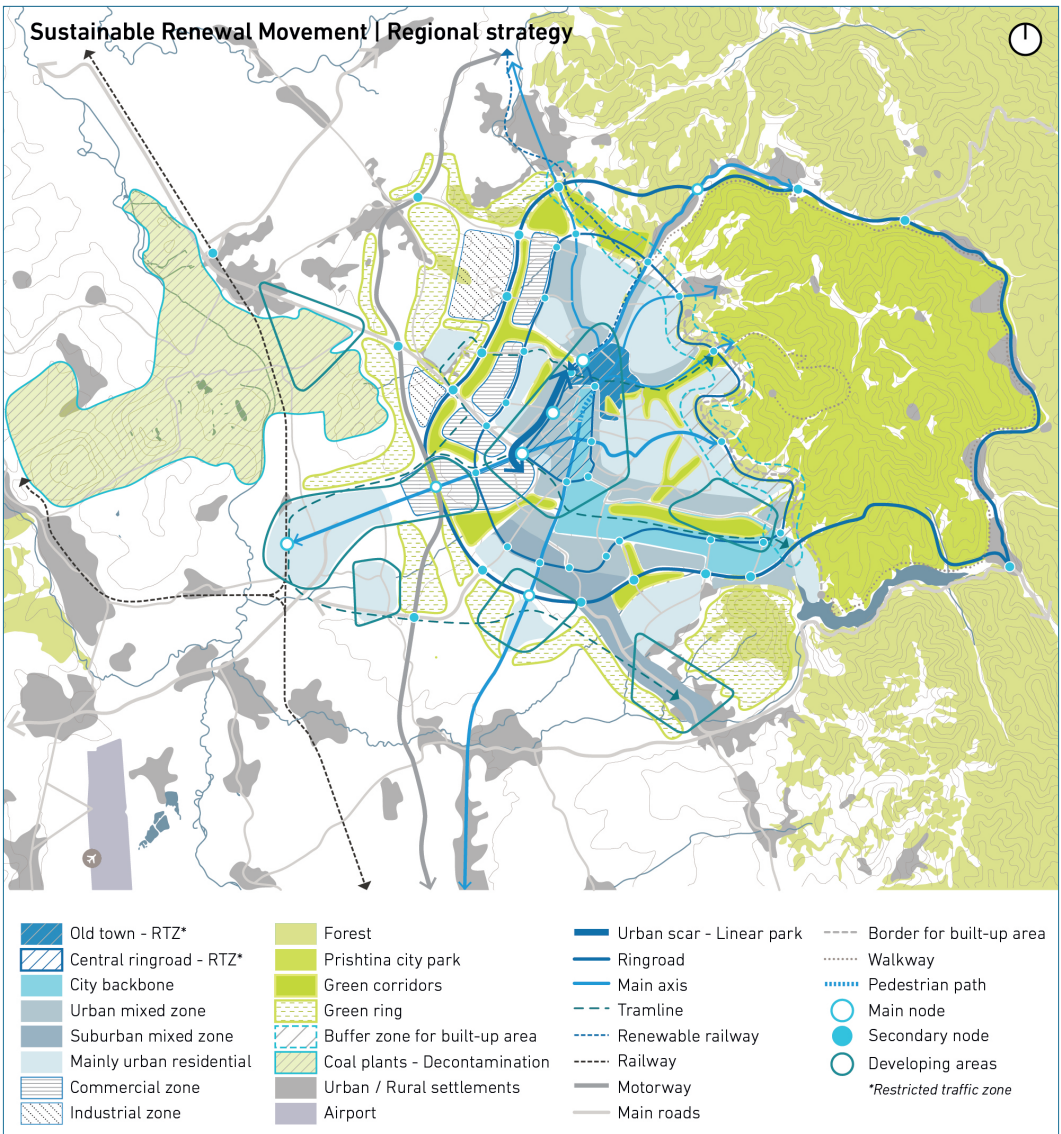 Sustainable Renewal Movement | Regional strategy
Old town - RTZ*
Central ringroad - RTZ*
City backbone
Urban mixed zone
Suburban mixed zone
Mainly urban residential
Commercial zone
Industrial zone
Forest
Prishtina city park
Green corridors
Green ring
Buffer zone for built-up area
Coal plants - Decontamination
Urban / Rural settlements
Airport
Urban scar - Linear park
Ringroad
Main axis
Tramline
Renewable railway
Railway
Motorway
Main roads
Border for built-up area
Walkway
Pedestrian path
Main node
Secondary node
Developing areas
*Restricted traffic zone